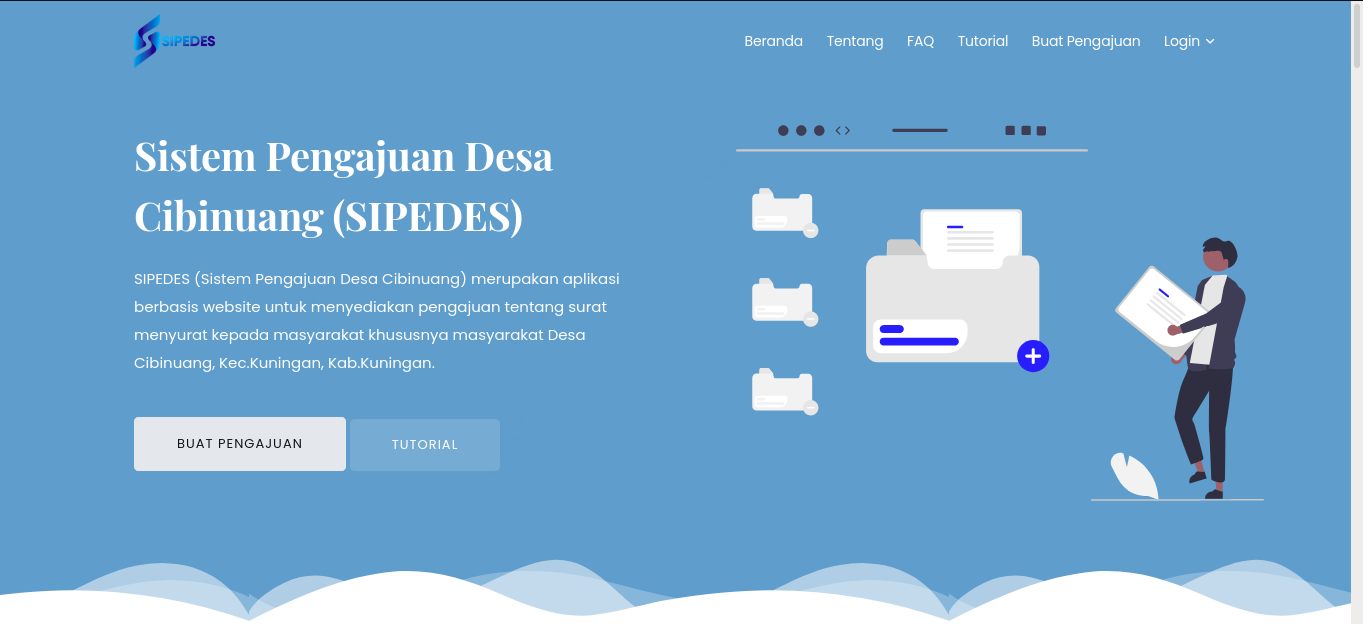 SIPEDES
Beranda Tentang FAQ Tutorial Buat Pengajuan Login
Sistem Pengajuan Desa
Cibinuang (SIPEDES)
SIPEDES (Sistem Pengajuan Desa Cibinuang) merupakan aplikasi
berbasis website untuk menyediakan pengajuan tentang surat
menyurat kepada masyarakat khususnya masyarakat Desa
Cibinuang, Kec.Kuningan, Kab.Kuningan.
BUAT PENGAJUAN
TUTORIAL